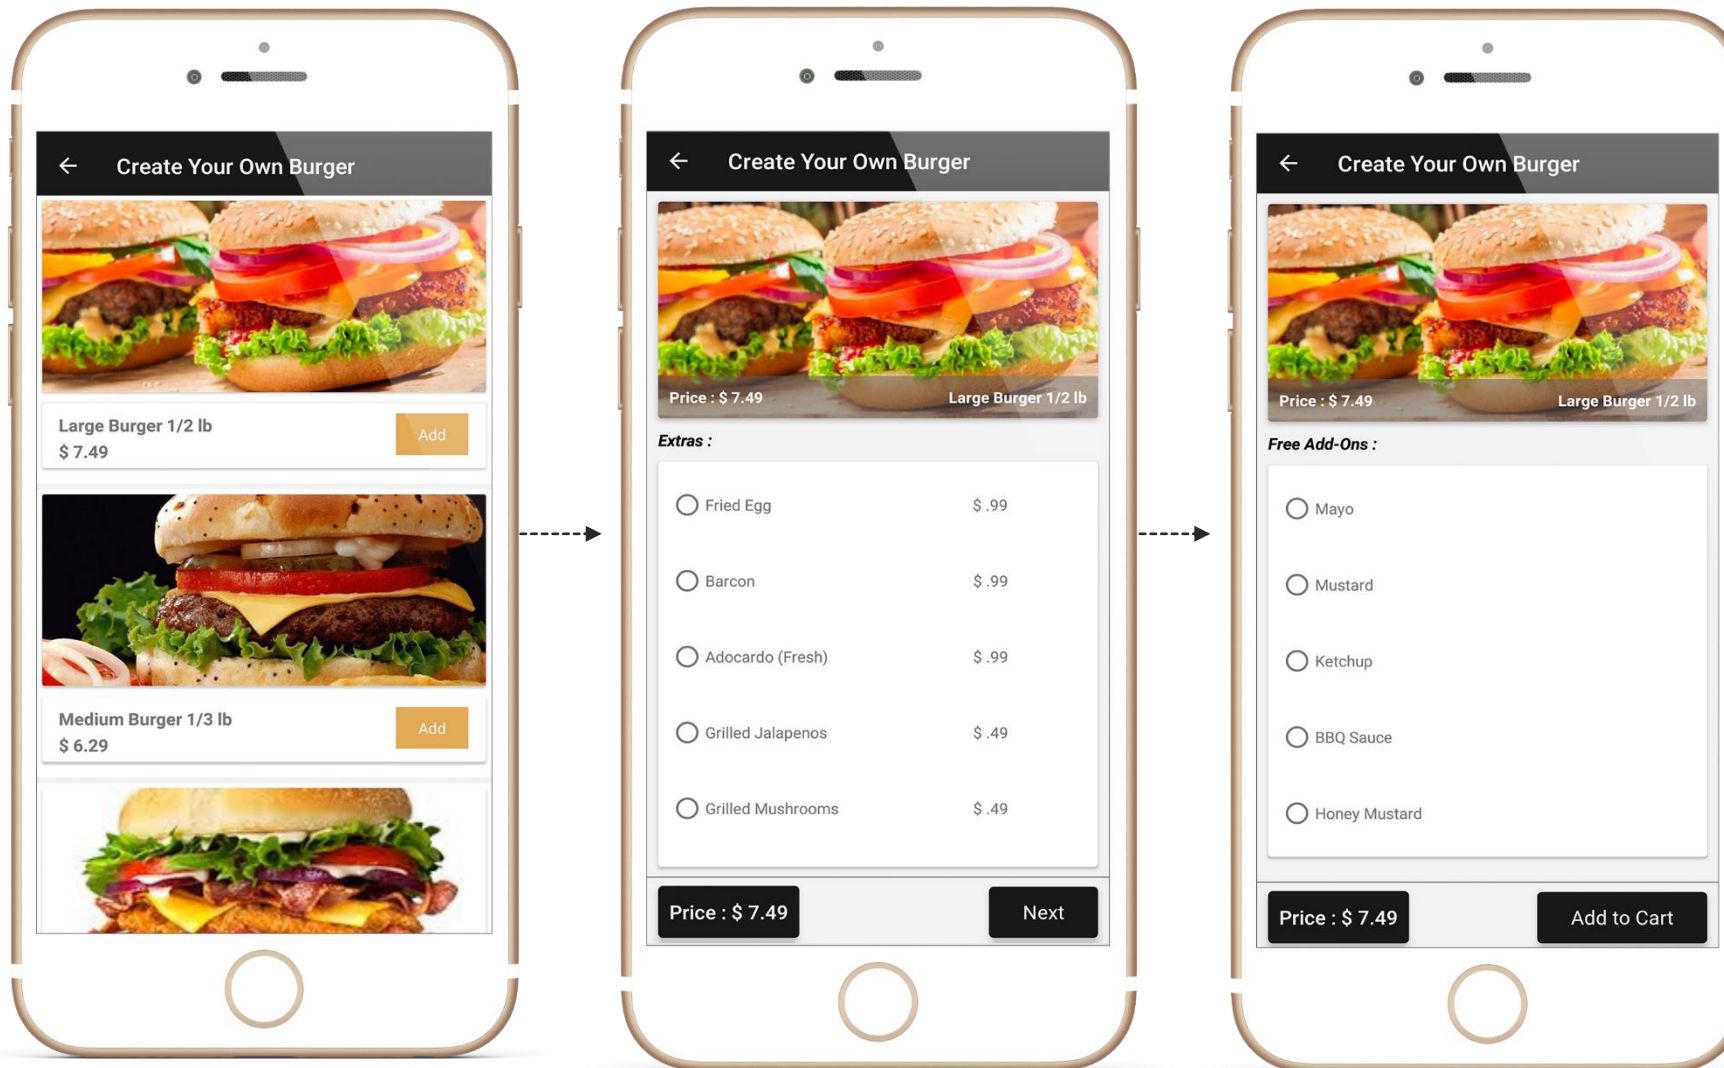 Create Your Own Burger
Large Burger 1/2 lb
$ 7.49
Add
Medium Burger 1/3 lb
$ 6.29
Add
Create Your Own Burger
Price : $ 7.49 Large Burger 1/2 lb
Extras :
Fried Egg $ .99
Barcon $ .99
Adocardo (Fresh) $ .99
Grilled Jalapenos $ .49
Grilled Mushrooms $ .49
Price : $ 7.49 Next
Create Your Own Burger
Price : $ 7.49 Large Burger 1/2 lb
Free Add-Ons :
Mayo
Mustard
Ketchup
BBQ Sauce
Honey Mustard
Price : $ 7.49 Add to Cart